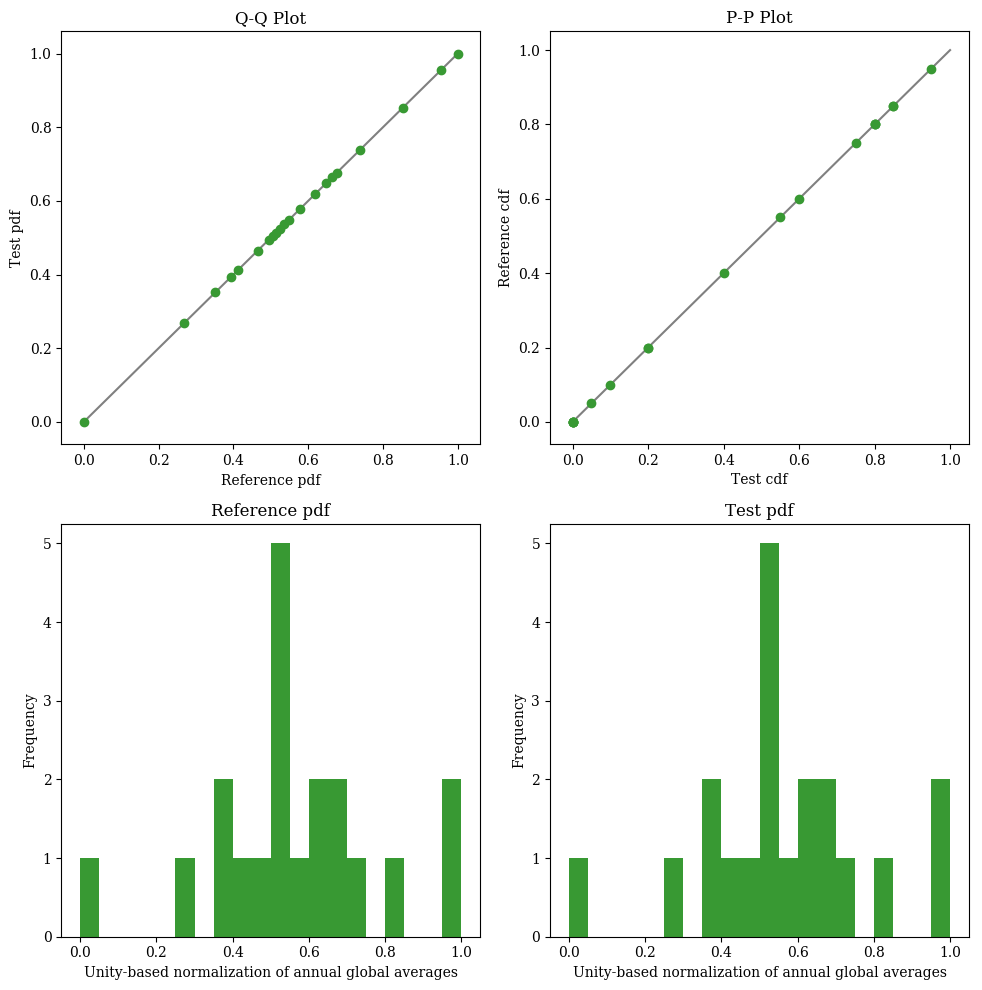 Q-Q Plot
1.0
0.8
0.6
0.4
0.2
0.0
Test pdf
0.0 0.2 0.4 0.6 0.8 1.0
Reference pdf
P-P Plot
1.0
0.8
0.6
0.4
0.2
0.0
Reference cdf
0.0 0.2 0.4 0.6 0.8 1.0
Test cdf
Reference pdf
5
4
3
2
1
0
Frequency
0.0 0.2 0.4 0.6 0.8 1.0
Unity-based normalization of annual global averages
Test pdf
5
4
3
2
1
0
Frequency
0.0 0.2 0.4 0.6 0.8 1.0
Unity-based normalization of annual global averages